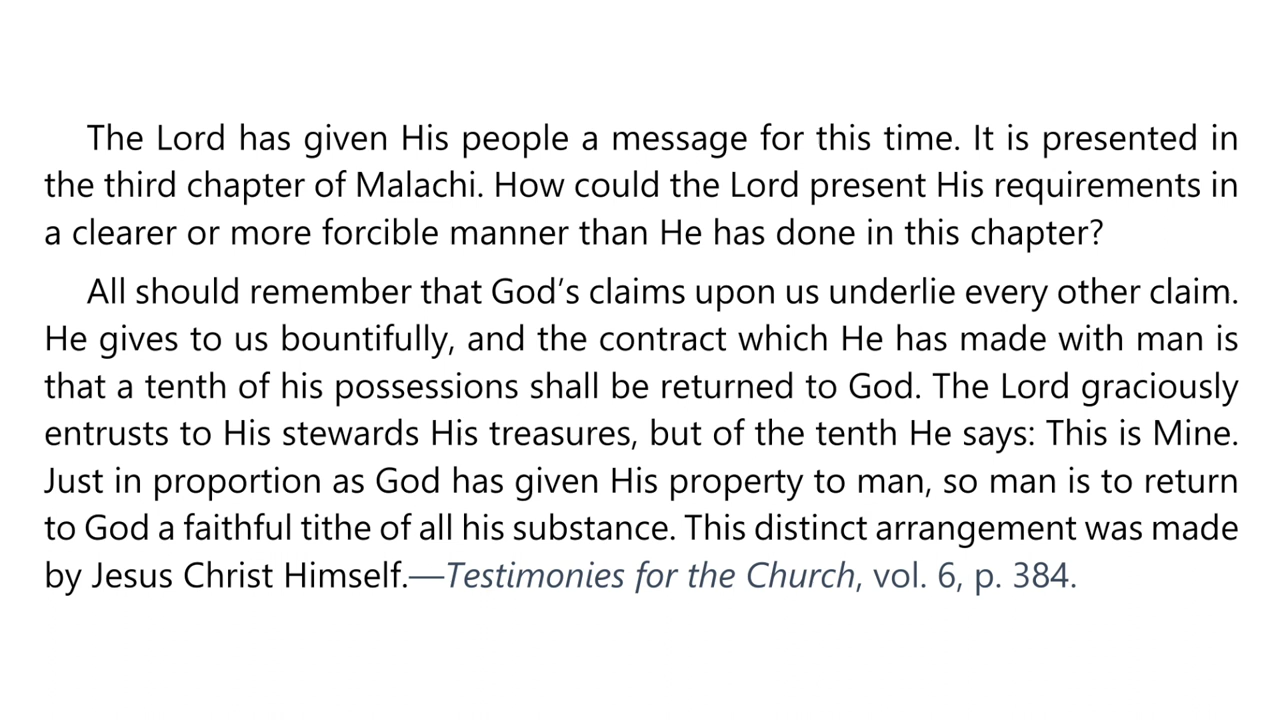 The Lord has given His people a message for this time. It is presented in
the third chapter of Malachi. How could the Lord present His requirements in
a clearer or more forcible manner than He has done in this chapter?
All should remember that God’s claims upon us underlie every other claim.
He gives to us bountifully, and the contract which He has made with man is
that a tenth of his possessions shall be returned to God. The Lord graciously
entrusts to His stewards His treasures, but of the tenth He says: This is Mine.
Just in proportion as God has given His property to man, so man is to return
to God a faithful tithe of all his substance. This distinct arrangement was made
by Jesus Christ Himself.—Testimonies for the Church, vol. 6, p. 384.